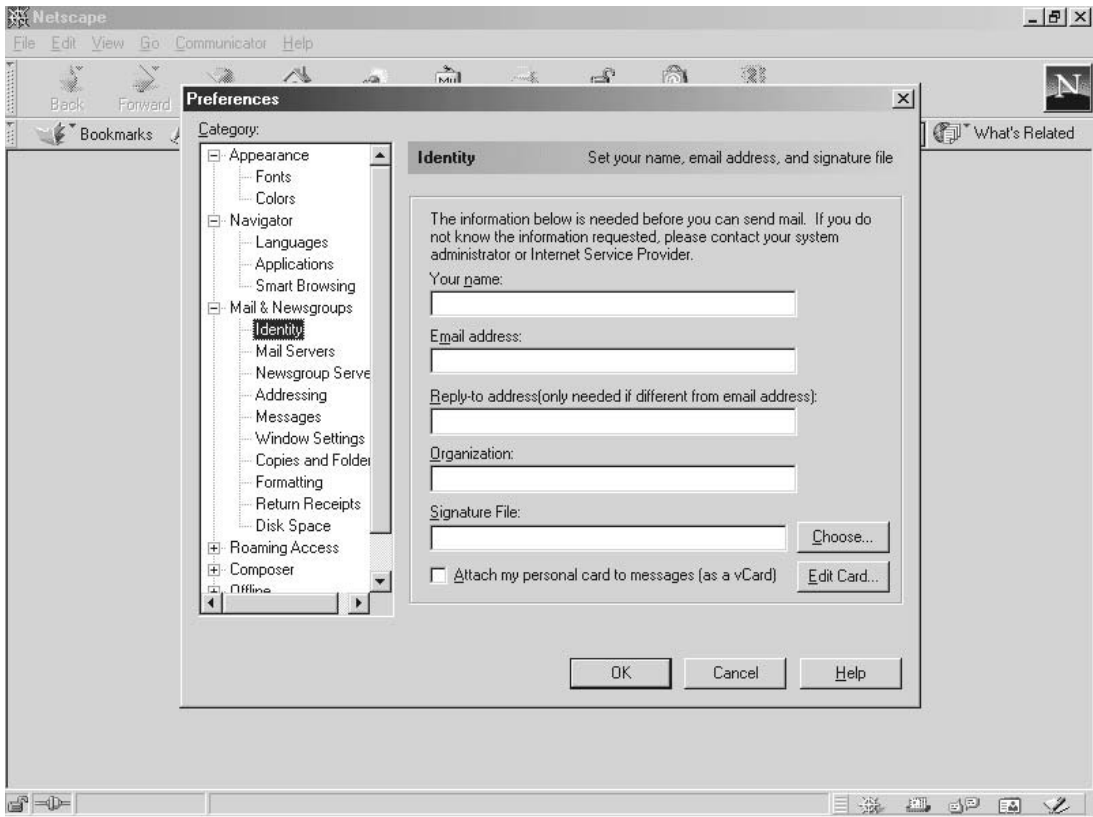 Netscape
File Edit View Go Communicator Help
Back Forward
N
Bookmarks
What's Related
Preferences
Category:
Appearance
Fonts
Colors
Navigator
Languages
Applications
Smart Browsing
Mail & Newsgroups
Identity
Mail Servers
Newsgroup Serve
Addressing
Messages
Window Settings
Copies and Folder
Formatting
Return Receipts
Disk Space
Roaming Access
Composer
Offline
Identity Set your name, email address, and signature file
The information below is needed before you can send mail. If you do
not know the information requested, please contact your system
administrator or Internet Service Provider.
Your name:
Email address:
Reply-to address(only needed if different from email address):
Organization:
Signature File:
Choose...
Attach my personal card to messages (as a vCard)
Edit Card...
OK Cancel Help